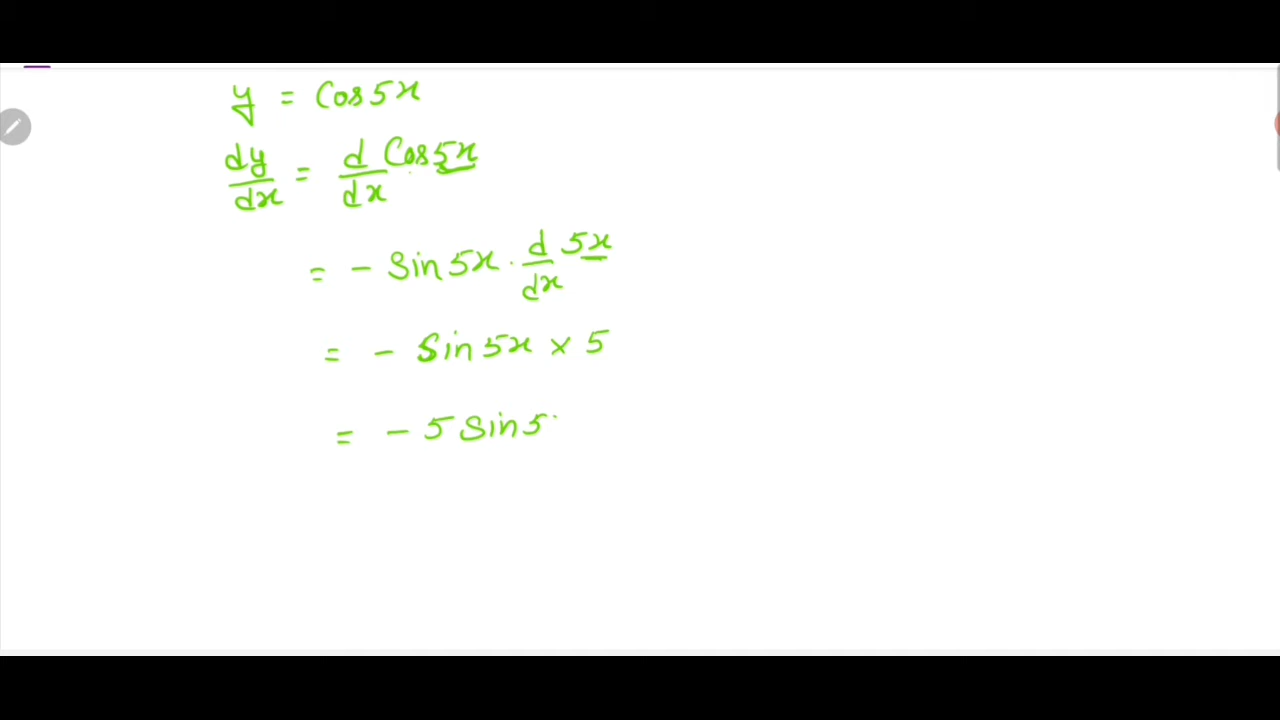 y = Cos5x
dy/dx = d/dx Cos5x
= - Sin5x . d/dx 5x
= - Sin5x × 5
= - 5 Sin5